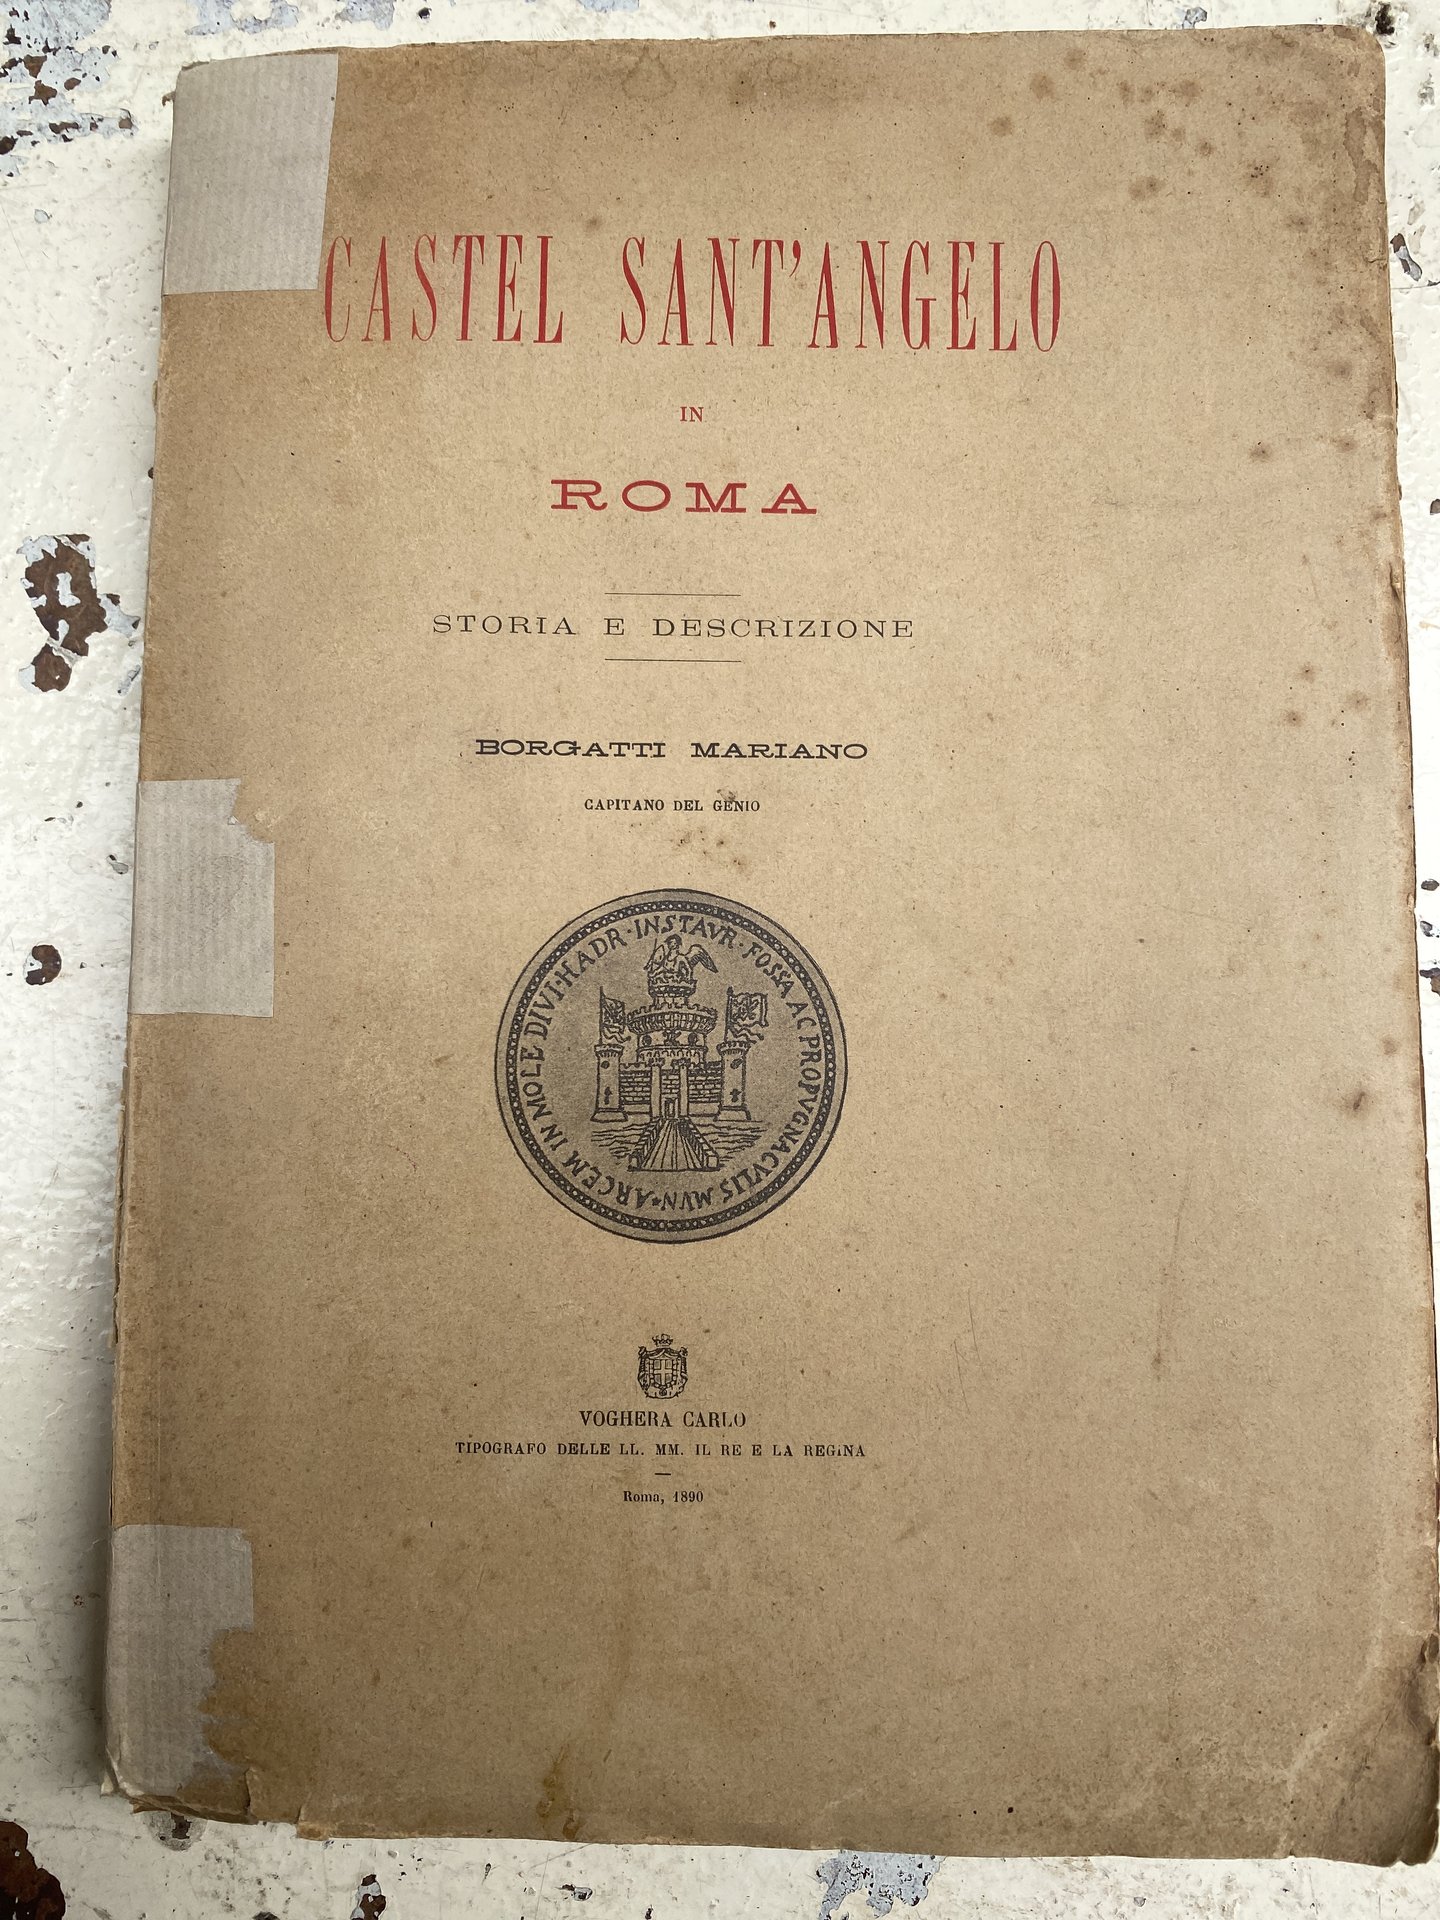 CASTEL SANT'ANGELO
IN
ROMA
STORIA E DESCRIZIONE
BORGATTI MARIANO
CAPITANO DEL GENIO
ARCEM IN MOLE DIVI·HADR·INSTAVR·FOSSA AC PROPVGNACVLIS MVN·
VOGHERA CARLO
TIPOGRAFO DELLE LL. MM. IL RE E LA REGINA
Roma, 1890